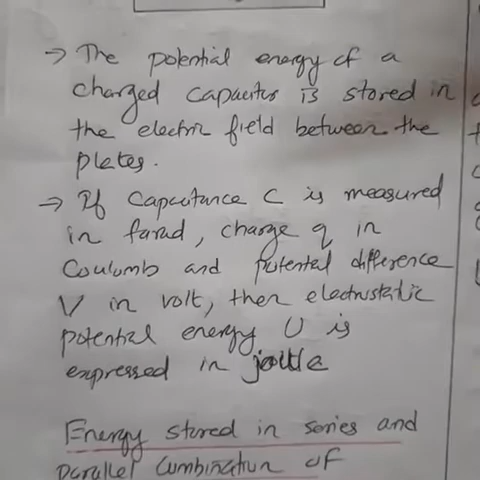 → The potential energy of a
charged capacitor is stored in
the electric field between the
plates.
→ If Capacitance C is measured
in farad, charge q in
Coulomb and potential difference
V in volt, then electrostatic
potential energy U is
expressed in joule
Energy stored in series and
parallel Combination of